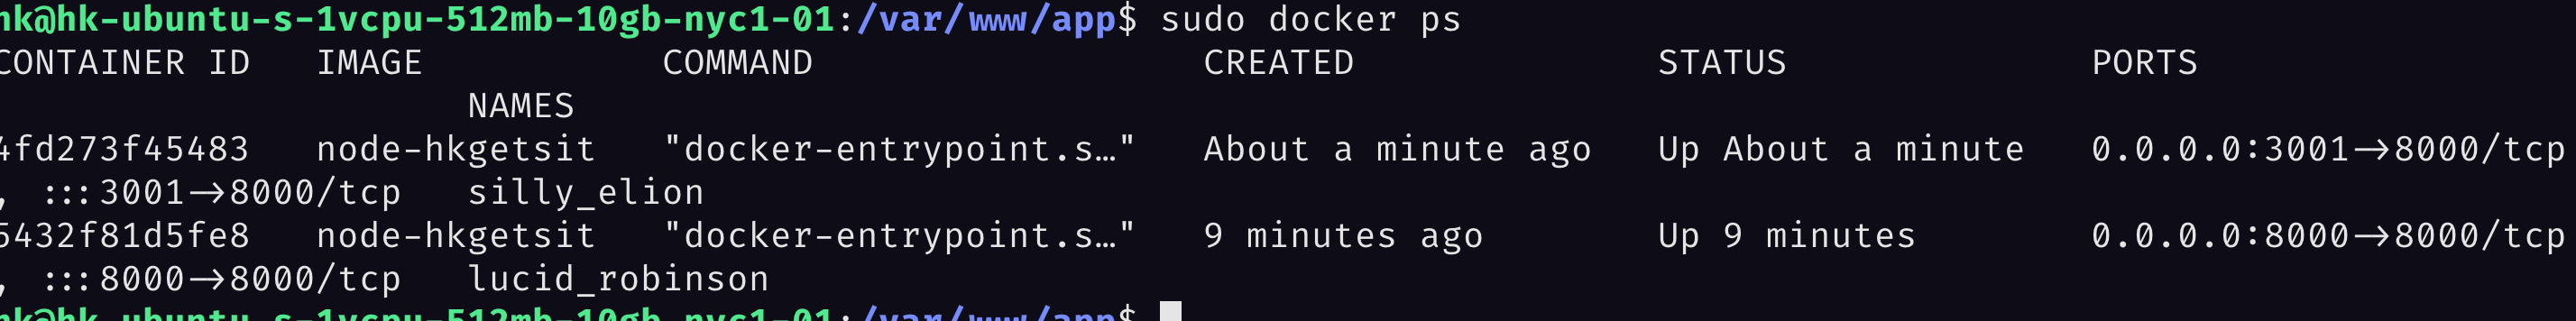 hk@hk-ubuntu-s-1vcpu-512mb-10gb-nyc1-01:/var/www/app$ sudo docker ps
CONTAINER ID   IMAGE           COMMAND                  CREATED              STATUS              PORTS
                      NAMES
4fd273f45483   node-hkgetsit   "docker-entrypoint.s…"   About a minute ago   Up About a minute   0.0.0.0:3001->8000/tcp
, :::3001->8000/tcp   silly_elion
5432f81d5fe8   node-hkgetsit   "docker-entrypoint.s…"   9 minutes ago        Up 9 minutes        0.0.0.0:8000->8000/tcp
, :::8000->8000/tcp   lucid_robinson
hk@hk-ubuntu-s-1vcpu-512mb-10gb-nyc1-01:/var/www/app$